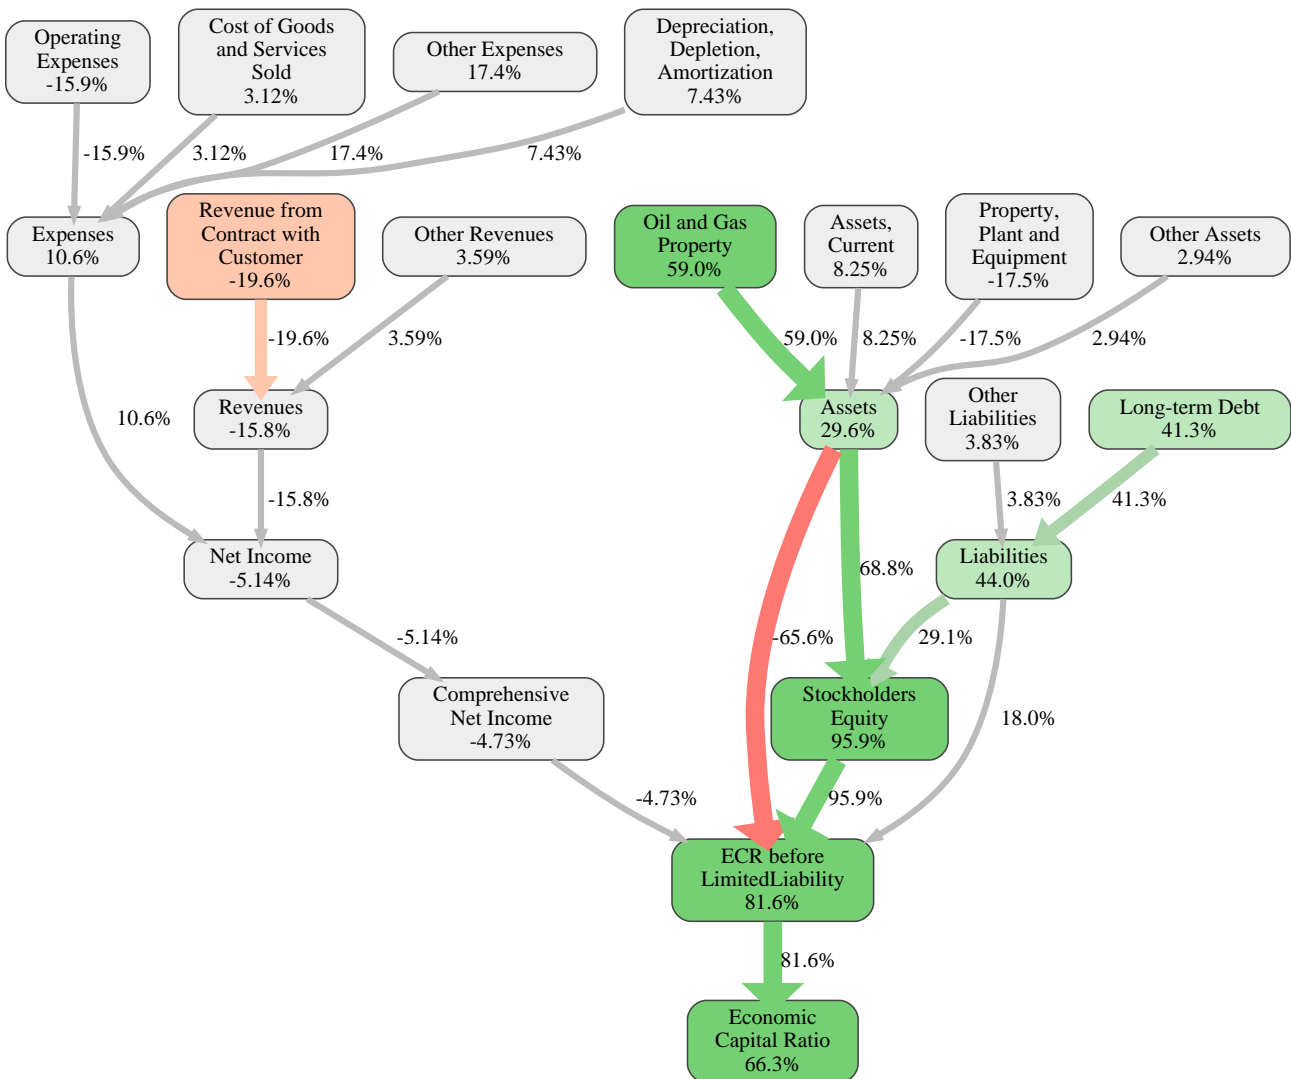 Operating
Expenses
-15.9%
Cost of Goods
and Services
Sold
3.12%
Other Expenses
17.4%
Depreciation,
Depletion,
Amortization
7.43%
-15.9%
3.12%
17.4%
7.43%
Expenses
10.6%
Revenue from
Contract with
Customer
-19.6%
Other Revenues
3.59%
Oil and Gas
Property
59.0%
Assets,
Current
8.25%
Property,
Plant and
Equipment
-17.5%
Other Assets
2.94%
-19.6%
3.59%
59.0%
8.25%
-17.5%
2.94%
10.6%
Revenues
-15.8%
Assets
29.6%
Other
Liabilities
3.83%
Long-term Debt
41.3%
-15.8%
3.83%
41.3%
Net Income
-5.14%
68.8%
Liabilities
44.0%
-5.14%
-65.6%
29.1%
Comprehensive
Net Income
-4.73%
Stockholders
Equity
95.9%
18.0%
-4.73%
95.9%
ECR before
LimitedLiability
81.6%
81.6%
Economic
Capital Ratio
66.3%